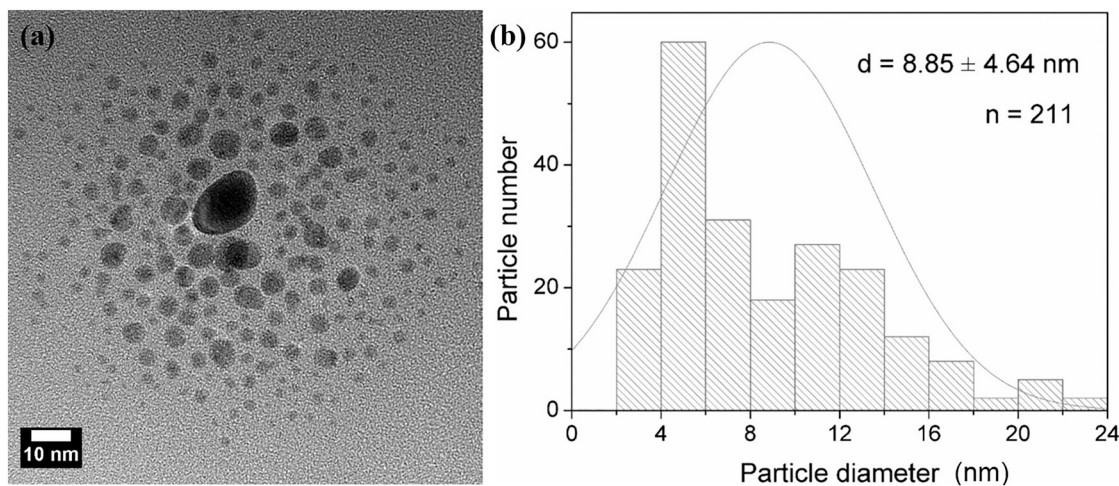 (a)
10 nm
(b)
d = 8.85 ± 4.64 nm
n = 211
Particle number
60
40
20
0
0 4 8 12 16 20 24
Particle diameter (nm)